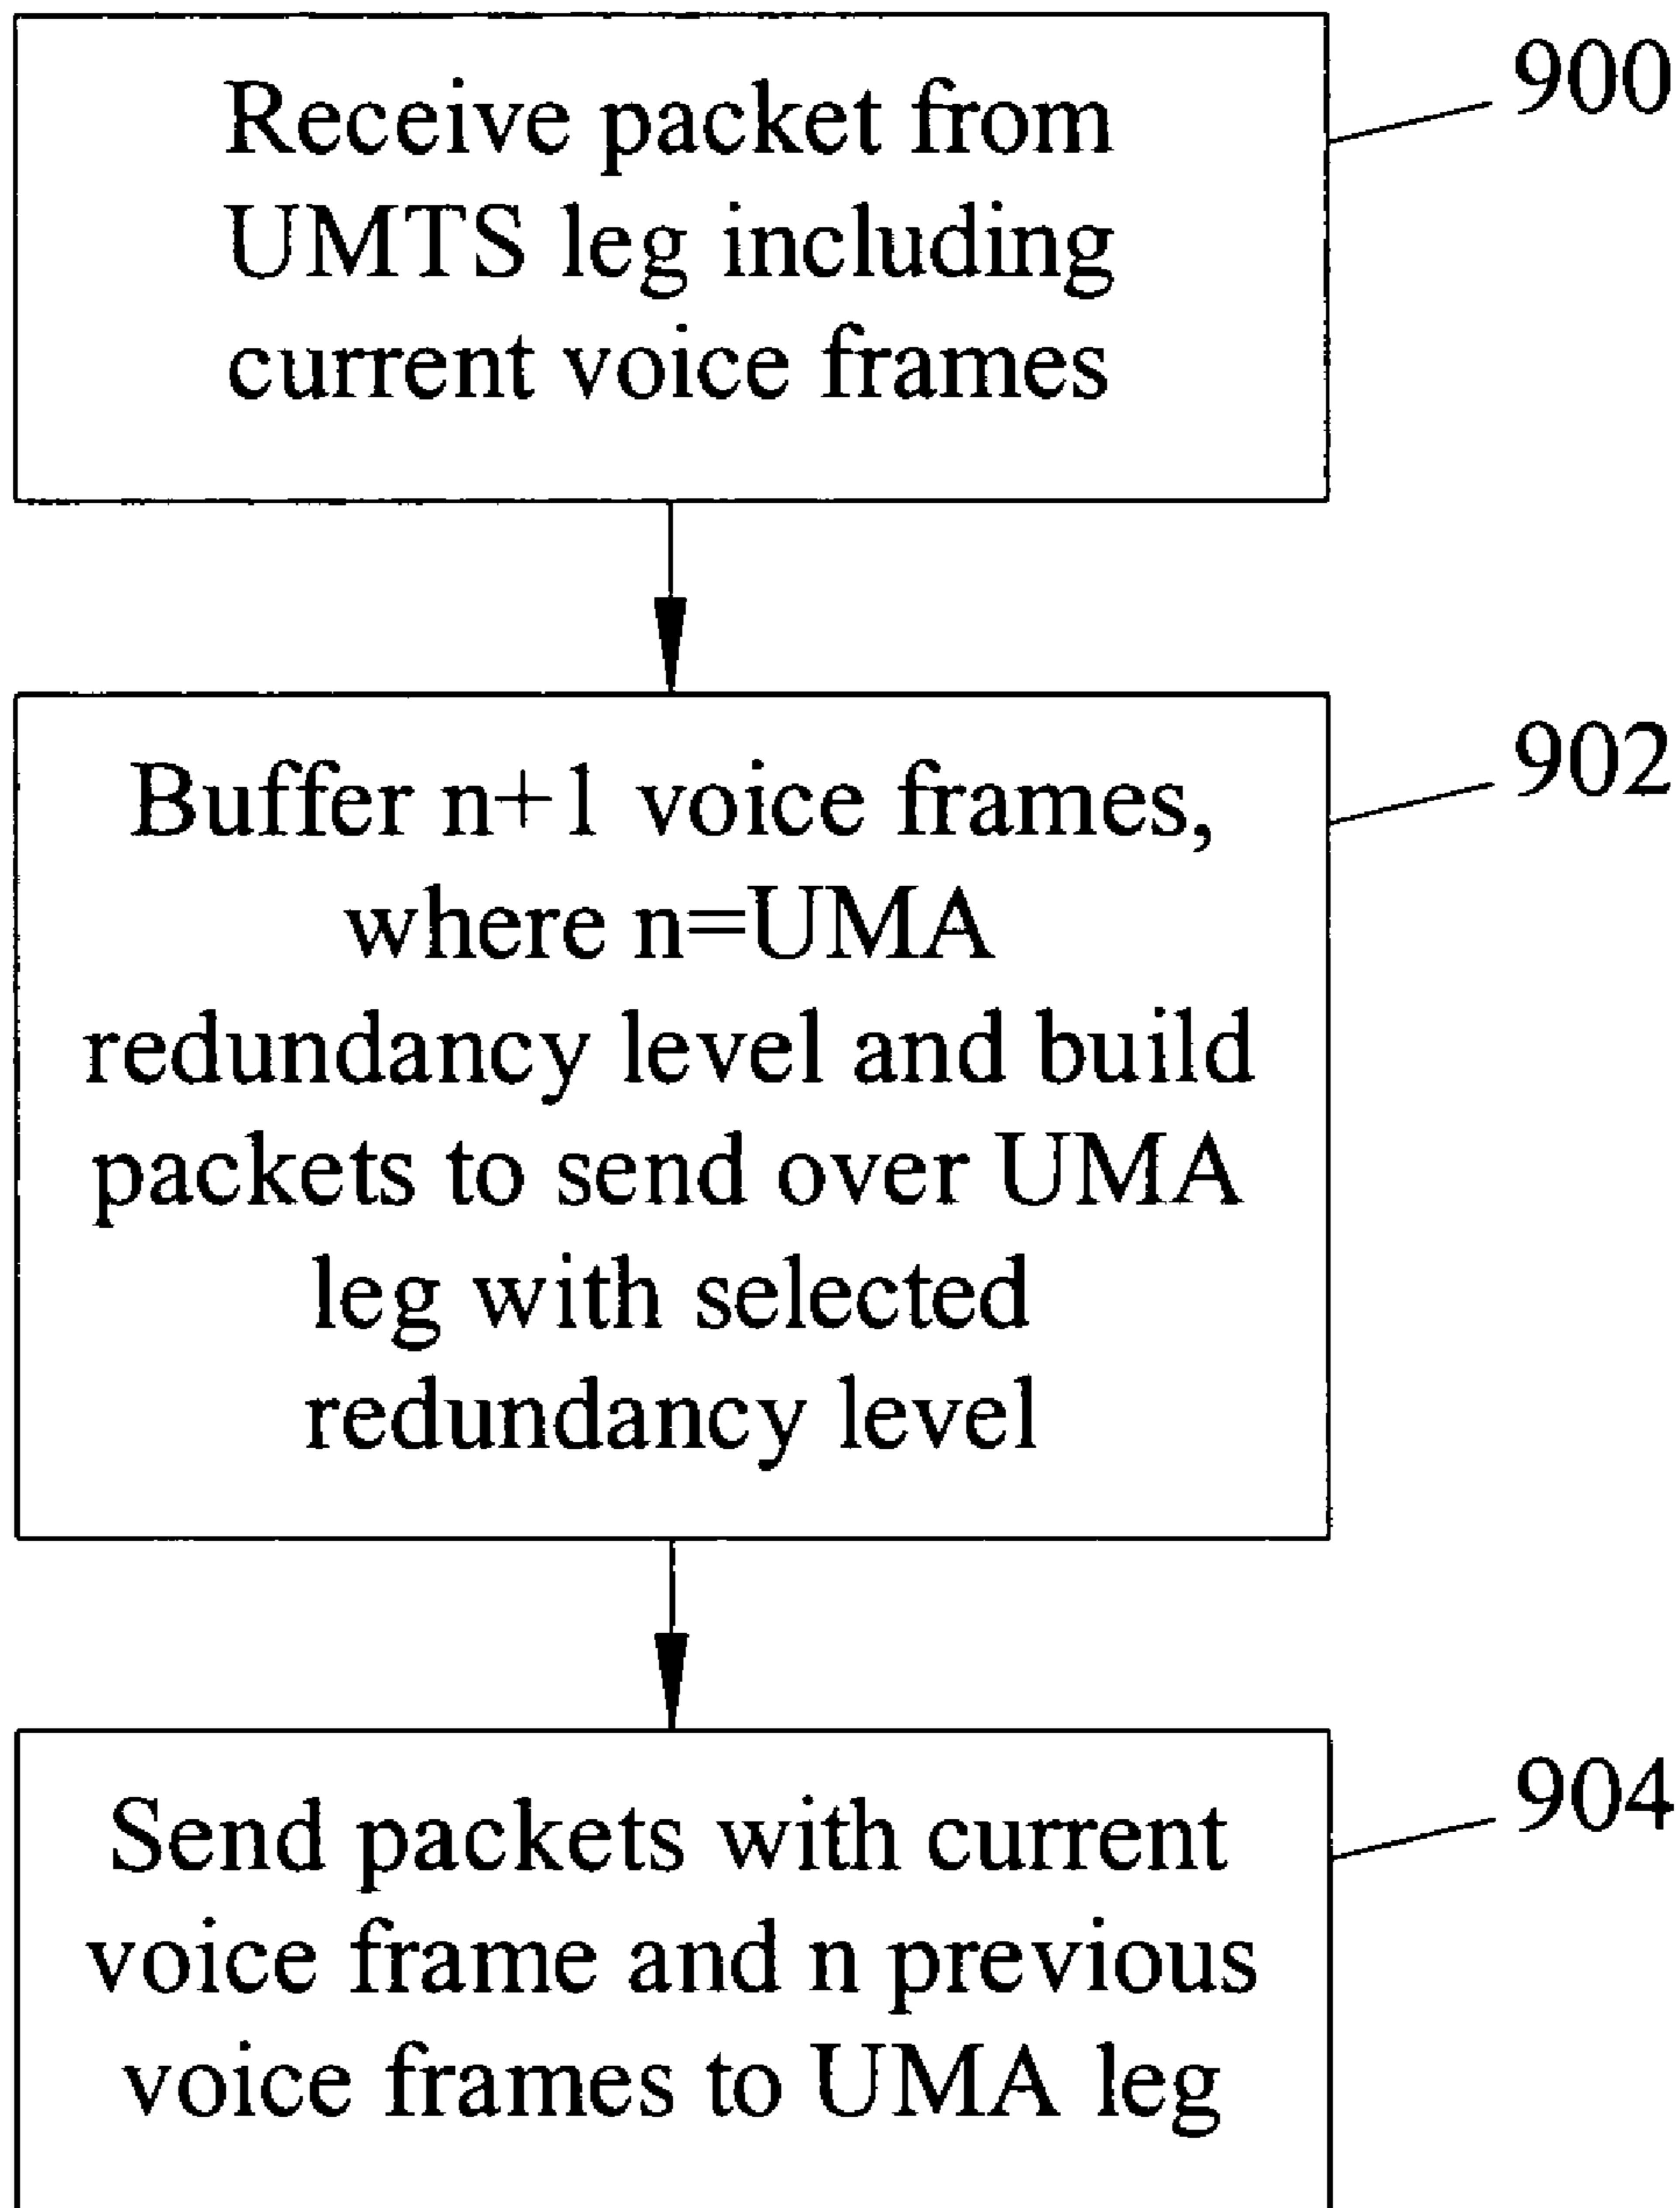 Receive packet from
UMTS leg including
current voice frames
900
Buffer n+1 voice frames,
where n=UMA
redundancy level and build
packets to send over UMA
leg with selected
redundancy level
902
Send packets with current
voice frame and n previous
voice frames to UMA leg
904